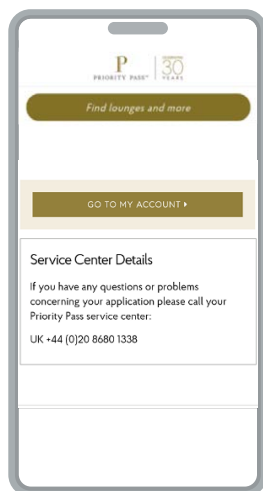 P
PRIORITY PASS™
30
YEARS
Find lounges and more
GO TO MY ACCOUNT
Service Center Details
If you have any questions or problems
concerning your application please call your
Priority Pass service center:
UK +44 (0)20 8680 1338